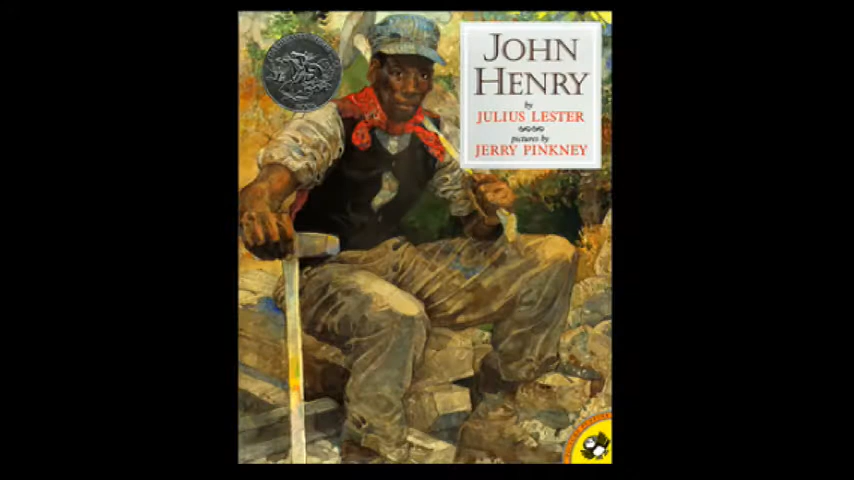 JOHN
HENRY
by
JULIUS LESTER
pictures by
JERRY PINKNEY